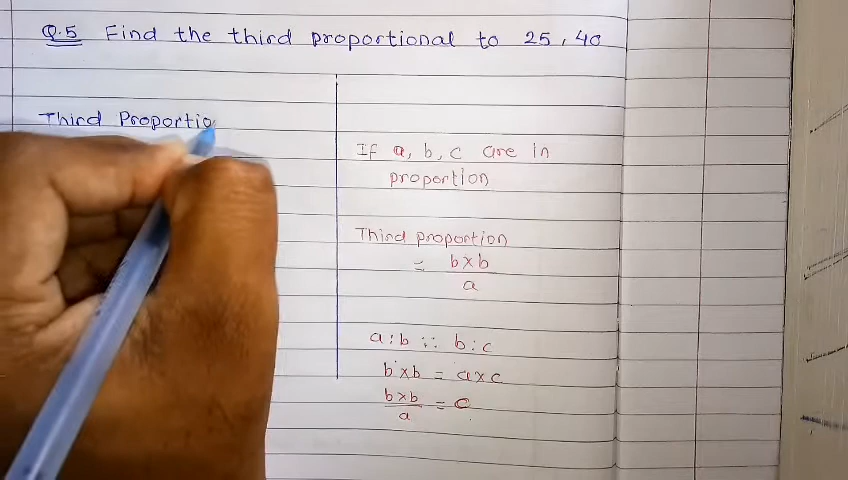 Q.5 Find the third proportional to 25, 40
Third Proportio
If a, b, c are in
proportion
Third proportion
= b×b
a
a : b :: b : c
b×b = a×c
b×b = c
a